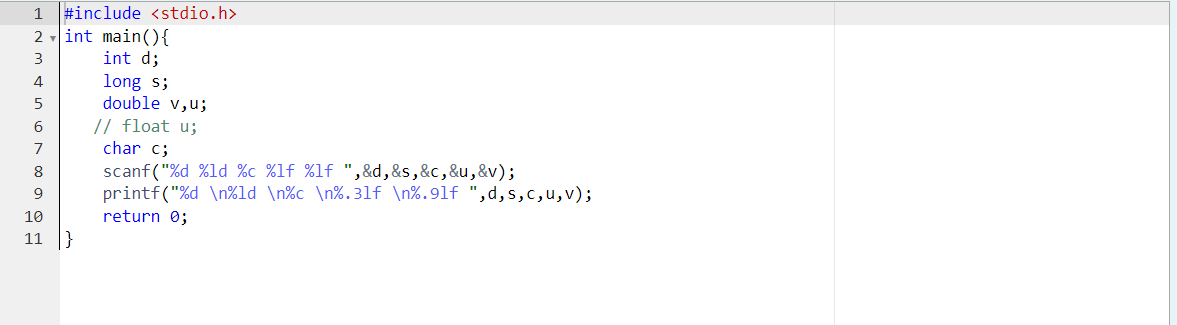 1 #include <stdio.h>
2 int main(){
3 int d;
4 long s;
5 double v,u;
6 // float u;
7 char c;
8 scanf("%d %ld %c %lf %lf ",&d,&s,&c,&u,&v);
9 printf("%d \n%ld \n%c \n%.3lf \n%.9lf ",d,s,c,u,v);
10 return 0;
11 }